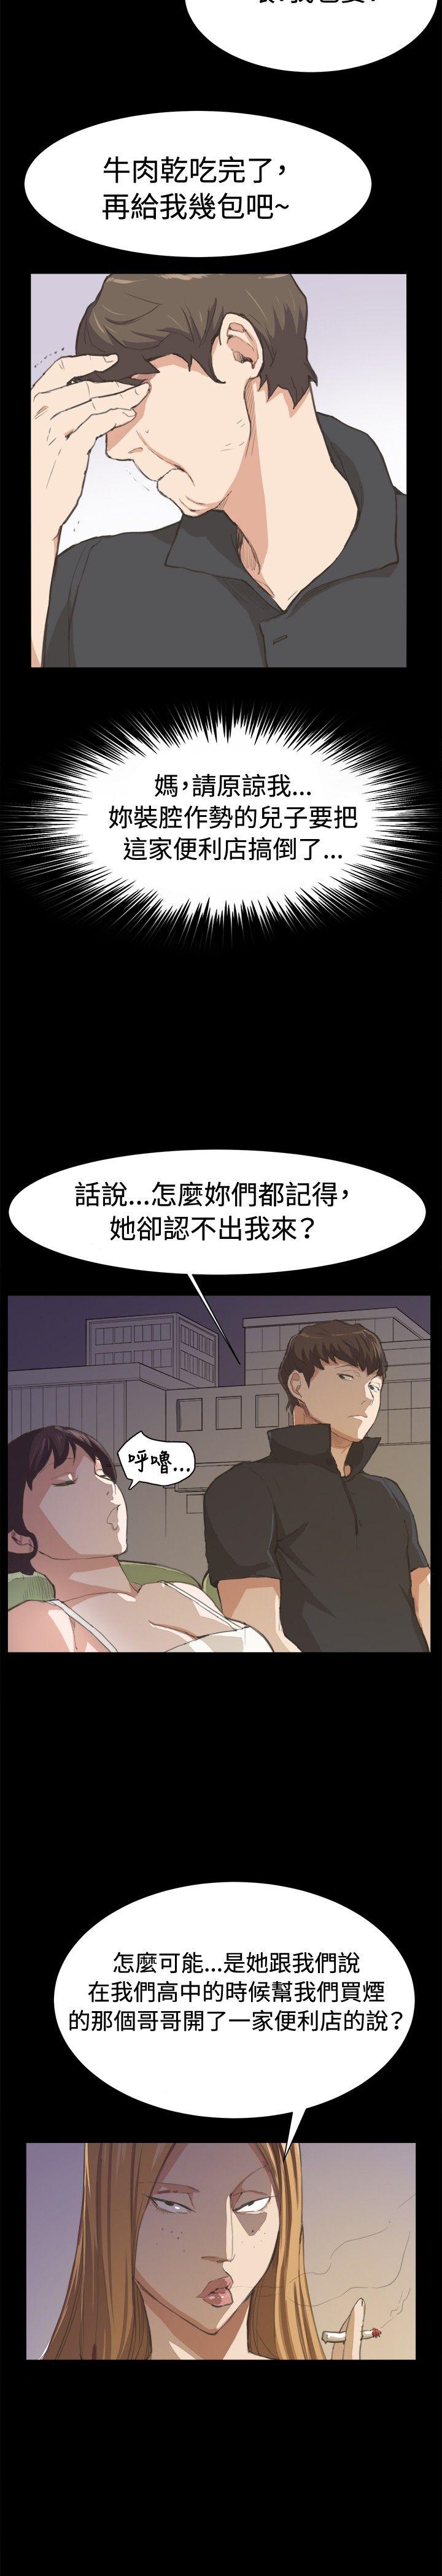 牛肉乾吃完了,
再給我幾包吧~
媽,請原諒我...
妳裝腔作勢的兒子要把
這家便利店搞倒了...
話說...怎麼妳們都記得,
她卻認不出我來?
呼嚕...
怎麼可能...是她跟我們說
在我們高中的時候幫我們買煙
的那個哥哥開了一家便利店的說?